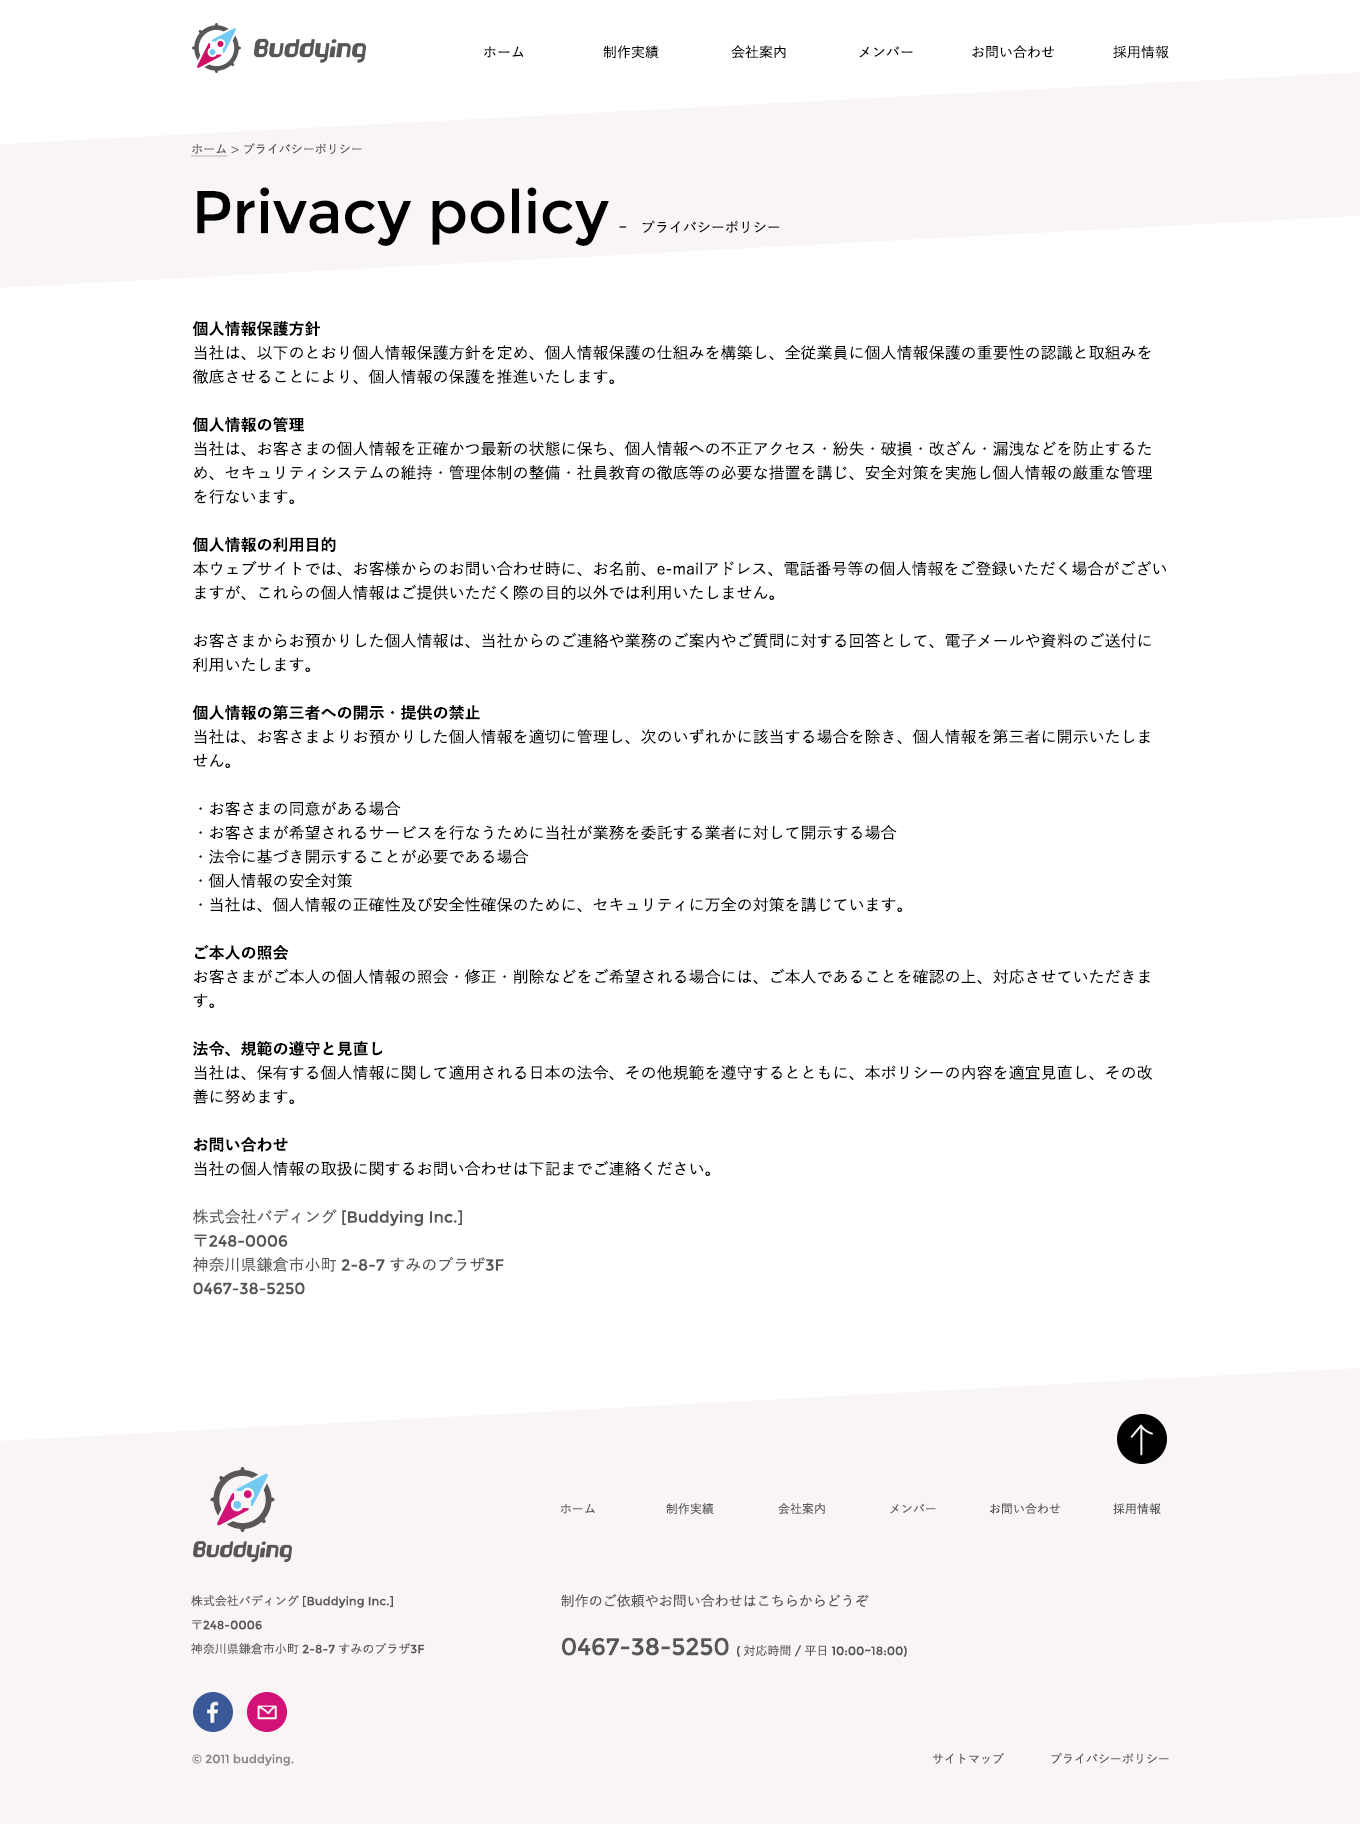 Buddying
ホーム 制作実績 会社案内 メンバー お問い合わせ 採用情報
ホーム > プライバシーポリシー
Privacy policy － プライバシーポリシー
個人情報保護方針
当社は、以下のとおり個人情報保護方針を定め、個人情報保護の仕組みを構築し、全従業員に個人情報保護の重要性の認識と取組みを
徹底させることにより、個人情報の保護を推進いたします。
個人情報の管理
当社は、お客さまの個人情報を正確かつ最新の状態に保ち、個人情報への不正アクセス・紛失・破損・改ざん・漏洩などを防止するた
め、セキュリティシステムの維持・管理体制の整備・社員教育の徹底等の必要な措置を講じ、安全対策を実施し個人情報の厳重な管理
を行ないます。
個人情報の利用目的
本ウェブサイトでは、お客様からのお問い合わせ時に、お名前、e-mailアドレス、電話番号等の個人情報をご登録いただく場合がござい
ますが、これらの個人情報はご提供いただく際の目的以外では利用いたしません。
お客さまからお預かりした個人情報は、当社からのご連絡や業務のご案内やご質問に対する回答として、電子メールや資料のご送付に
利用いたします。
個人情報の第三者への開示・提供の禁止
当社は、お客さまよりお預かりした個人情報を適切に管理し、次のいずれかに該当する場合を除き、個人情報を第三者に開示いたしま
せん。
・お客さまの同意がある場合
・お客さまが希望されるサービスを行なうために当社が業務を委託する業者に対して開示する場合
・法令に基づき開示することが必要である場合
・個人情報の安全対策
・当社は、個人情報の正確性及び安全性確保のために、セキュリティに万全の対策を講じています。
ご本人の照会
お客さまがご本人の個人情報の照会・修正・削除などをご希望される場合には、ご本人であることを確認の上、対応させていただきま
す。
法令、規範の遵守と見直し
当社は、保有する個人情報に関して適用される日本の法令、その他規範を遵守するとともに、本ポリシーの内容を適宜見直し、その改
善に努めます。
お問い合わせ
当社の個人情報の取扱に関するお問い合わせは下記までご連絡ください。
株式会社バディング [Buddying Inc.]
〒248-0006
神奈川県鎌倉市小町 2-8-7 すみのプラザ3F
0467-38-5250
Buddying
ホーム 制作実績 会社案内 メンバー お問い合わせ 採用情報
株式会社バディング [Buddying Inc.]
〒248-0006
神奈川県鎌倉市小町 2-8-7 すみのプラザ3F
制作のご依頼やお問い合わせはこちらからどうぞ
0467-38-5250 ( 対応時間 / 平日 10:00~18:00)
© 2011 buddying.
サイトマップ プライバシーポリシー